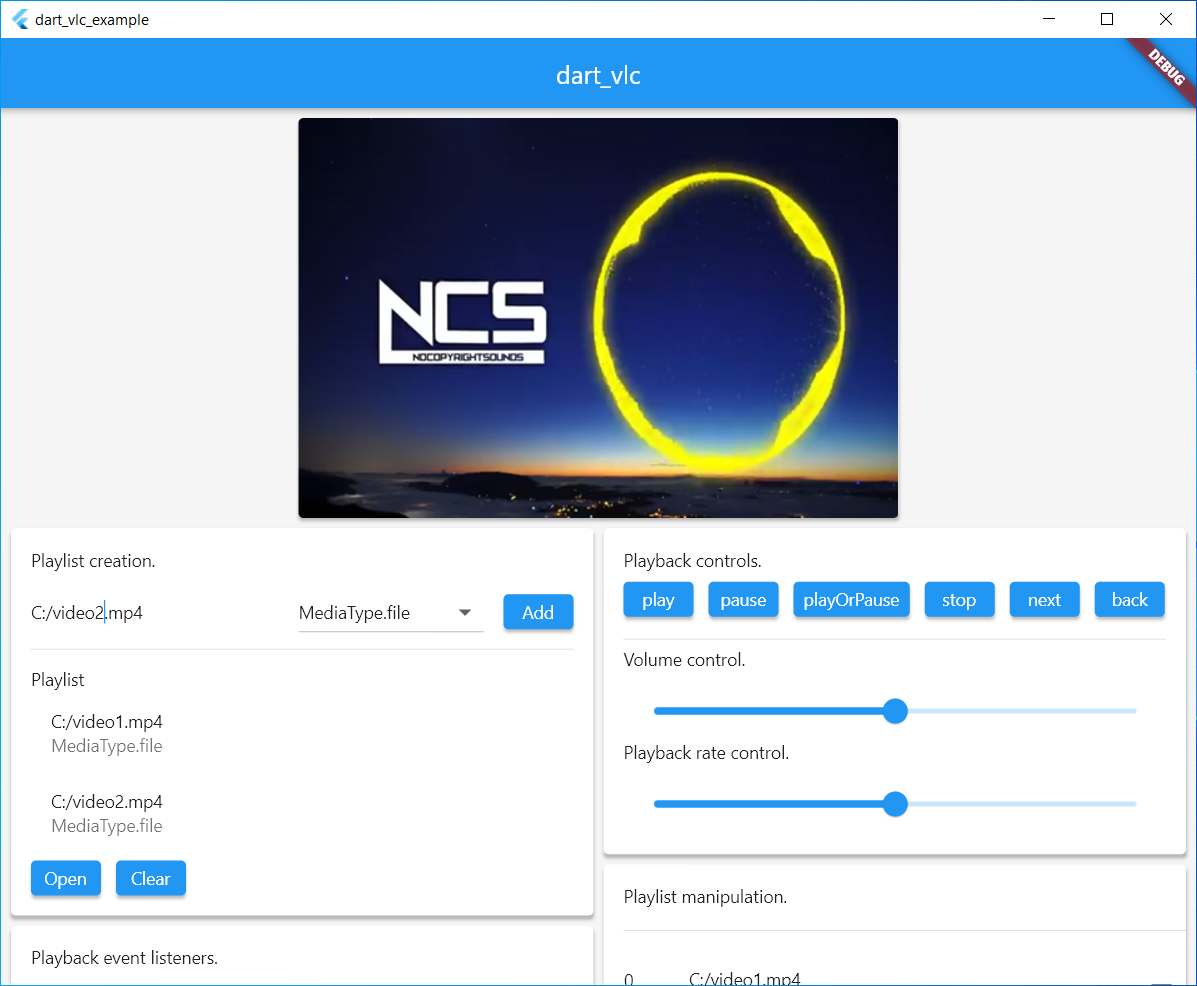 dart_vlc_example
dart_vlc
DEBUG
NCS
NOCOPYRIGHTSOUNDS
Playlist creation.
C:/video2.mp4
MediaType.file
Add
Playlist
C:/video1.mp4
MediaType.file
C:/video2.mp4
MediaType.file
Open
Clear
Playback event listeners.
Playback controls.
play
pause
playOrPause
stop
next
back
Volume control.
Playback rate control.
Playlist manipulation.
0 C:/video1.mp4